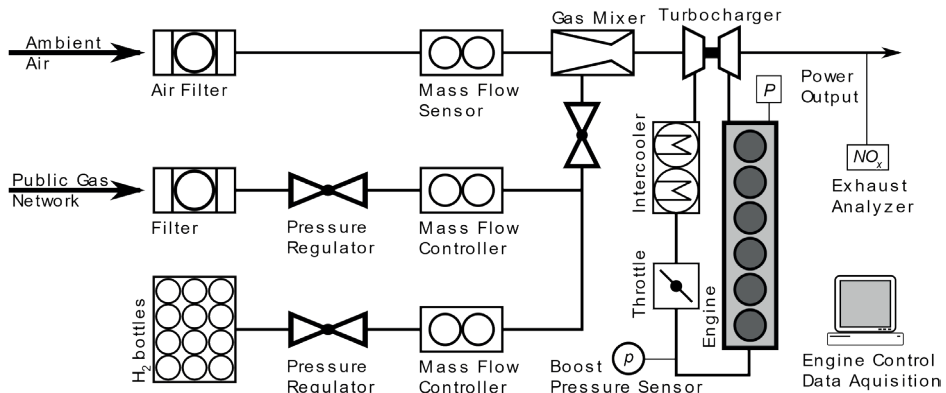 Ambient
Air
Air Filter
Mass Flow
Sensor
Gas Mixer
Turbocharger
P
Power
Output
NOx
Exhaust
Analyzer
Public Gas
Network
Filter
Pressure
Regulator
Mass Flow
Controller
Intercooler
Throttle
Engine
H2 bottles
Pressure
Regulator
Mass Flow
Controller
p
Boost
Pressure Sensor
Engine Control
Data Aquisition